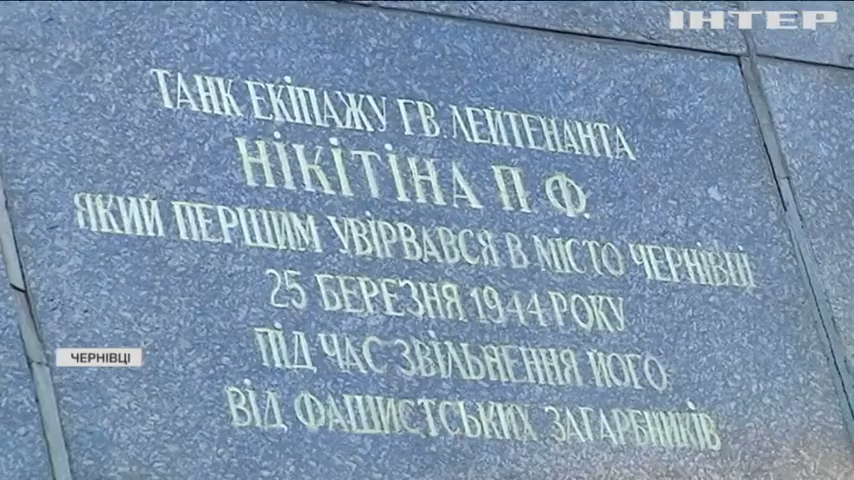 ІНТЕР
ТАНК ЕКІПАЖУ ГВ. ЛЕЙТЕНАНТА
НІКІТІНА П. Ф.
ЯКИЙ ПЕРШИМ УВІРВАВСЯ В МІСТО ЧЕРНІВЦІ
25 БЕРЕЗНЯ 1944 РОКУ
ПІД ЧАС ЗВІЛЬНЕННЯ ЙОГО
ВІД ФАШИСТСЬКИХ ЗАГАРБНИКІВ
ЧЕРНІВЦІ